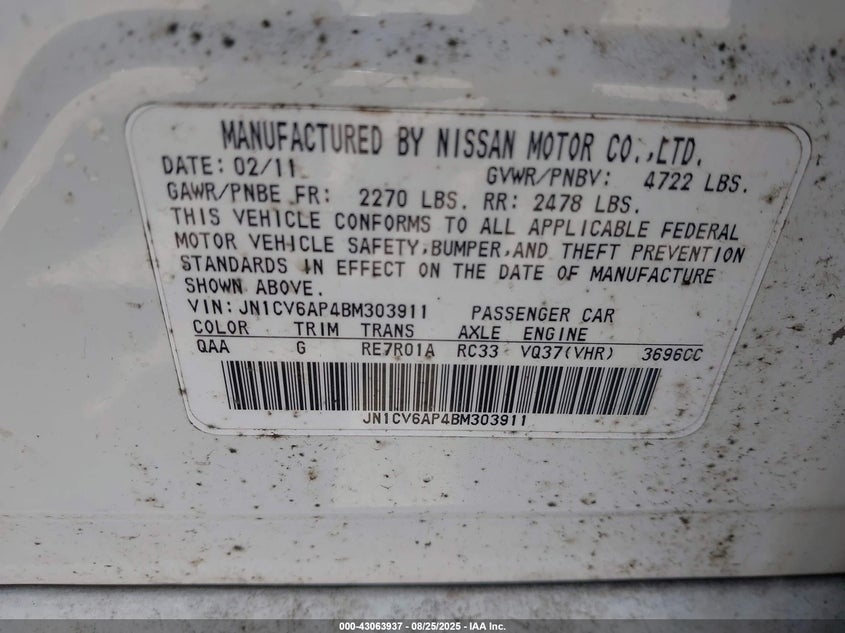 MANUFACTURED BY NISSAN MOTOR CO.,LTD.
DATE: 02/11 GVWR/PNBV: 4722 LBS.
GAWR/PNBE FR: 2270 LBS. RR: 2478 LBS.
THIS VEHICLE CONFORMS TO ALL APPLICABLE FEDERAL
MOTOR VEHICLE SAFETY,BUMPER,AND THEFT PREVENTION
STANDARDS IN EFFECT ON THE DATE OF MANUFACTURE
SHOWN ABOVE.
VIN:JN1CV6AP4BM303911 PASSENGER CAR
COLOR TRIM TRANS AXLE ENGINE
QAA G RE7R01A RC33 VQ37(VHR) 3696CC
JN1CV6AP4BM303911
000-43063937 - 08/25/2025 - IAA Inc.